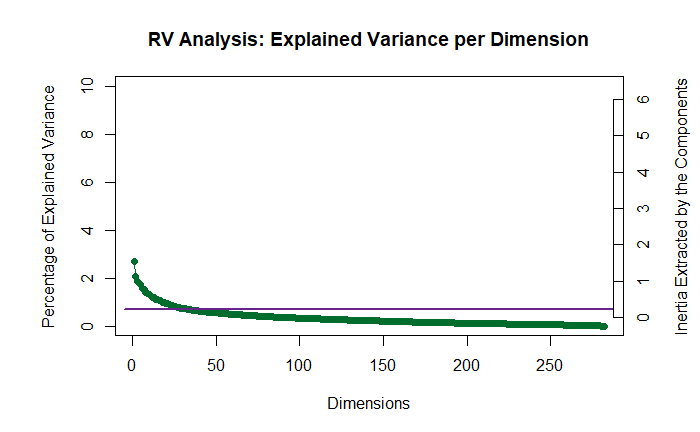 RV Analysis: Explained Variance per Dimension
Percentage of Explained Variance
10
8
6
4
2
0
6
5
4
3
2
1
0
Inertia Extracted by the Components
0 50 100 150 200 250
Dimensions